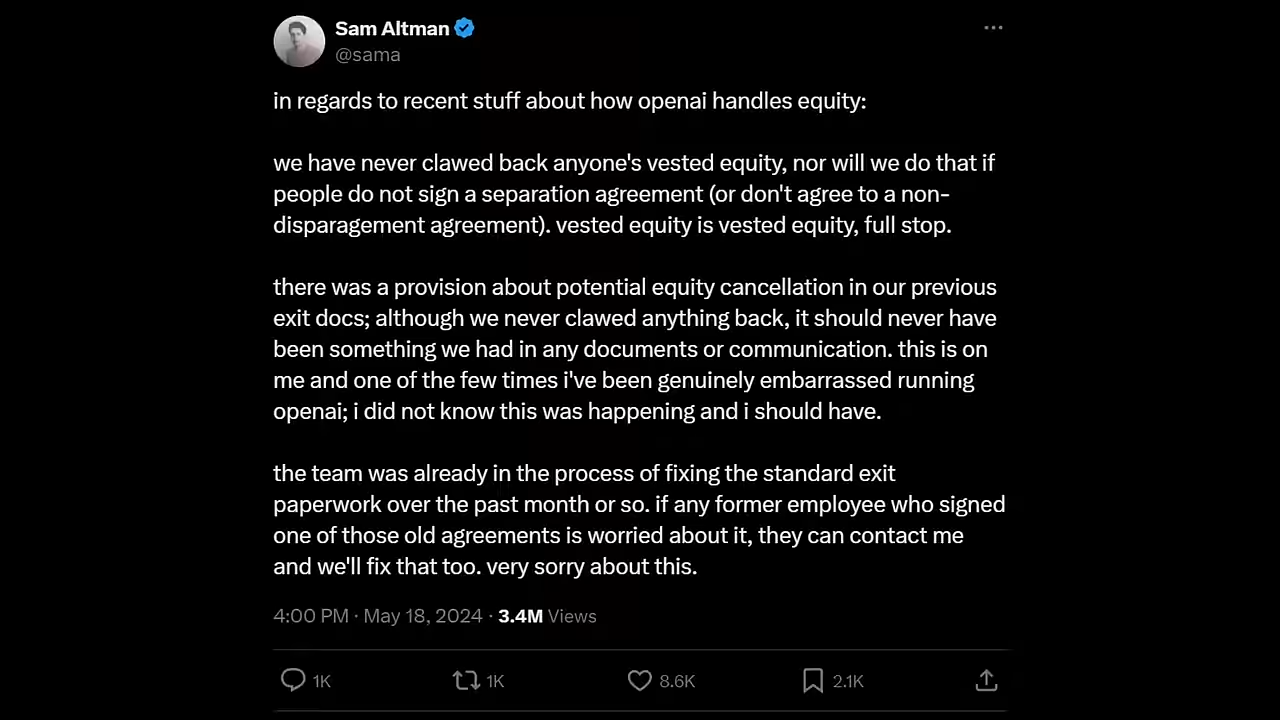 Sam Altman
@sama
in regards to recent stuff about how openai handles equity:
we have never clawed back anyone's vested equity, nor will we do that if
people do not sign a separation agreement (or don't agree to a non-
disparagement agreement). vested equity is vested equity, full stop.
there was a provision about potential equity cancellation in our previous
exit docs; although we never clawed anything back, it should never have
been something we had in any documents or communication. this is on
me and one of the few times i've been genuinely embarrassed running
openai; i did not know this was happening and i should have.
the team was already in the process of fixing the standard exit
paperwork over the past month or so. if any former employee who signed
one of those old agreements is worried about it, they can contact me
and we'll fix that too. very sorry about this.
4:00 PM · May 18, 2024 · 3.4M Views
1K 1K 8.6K 2.1K